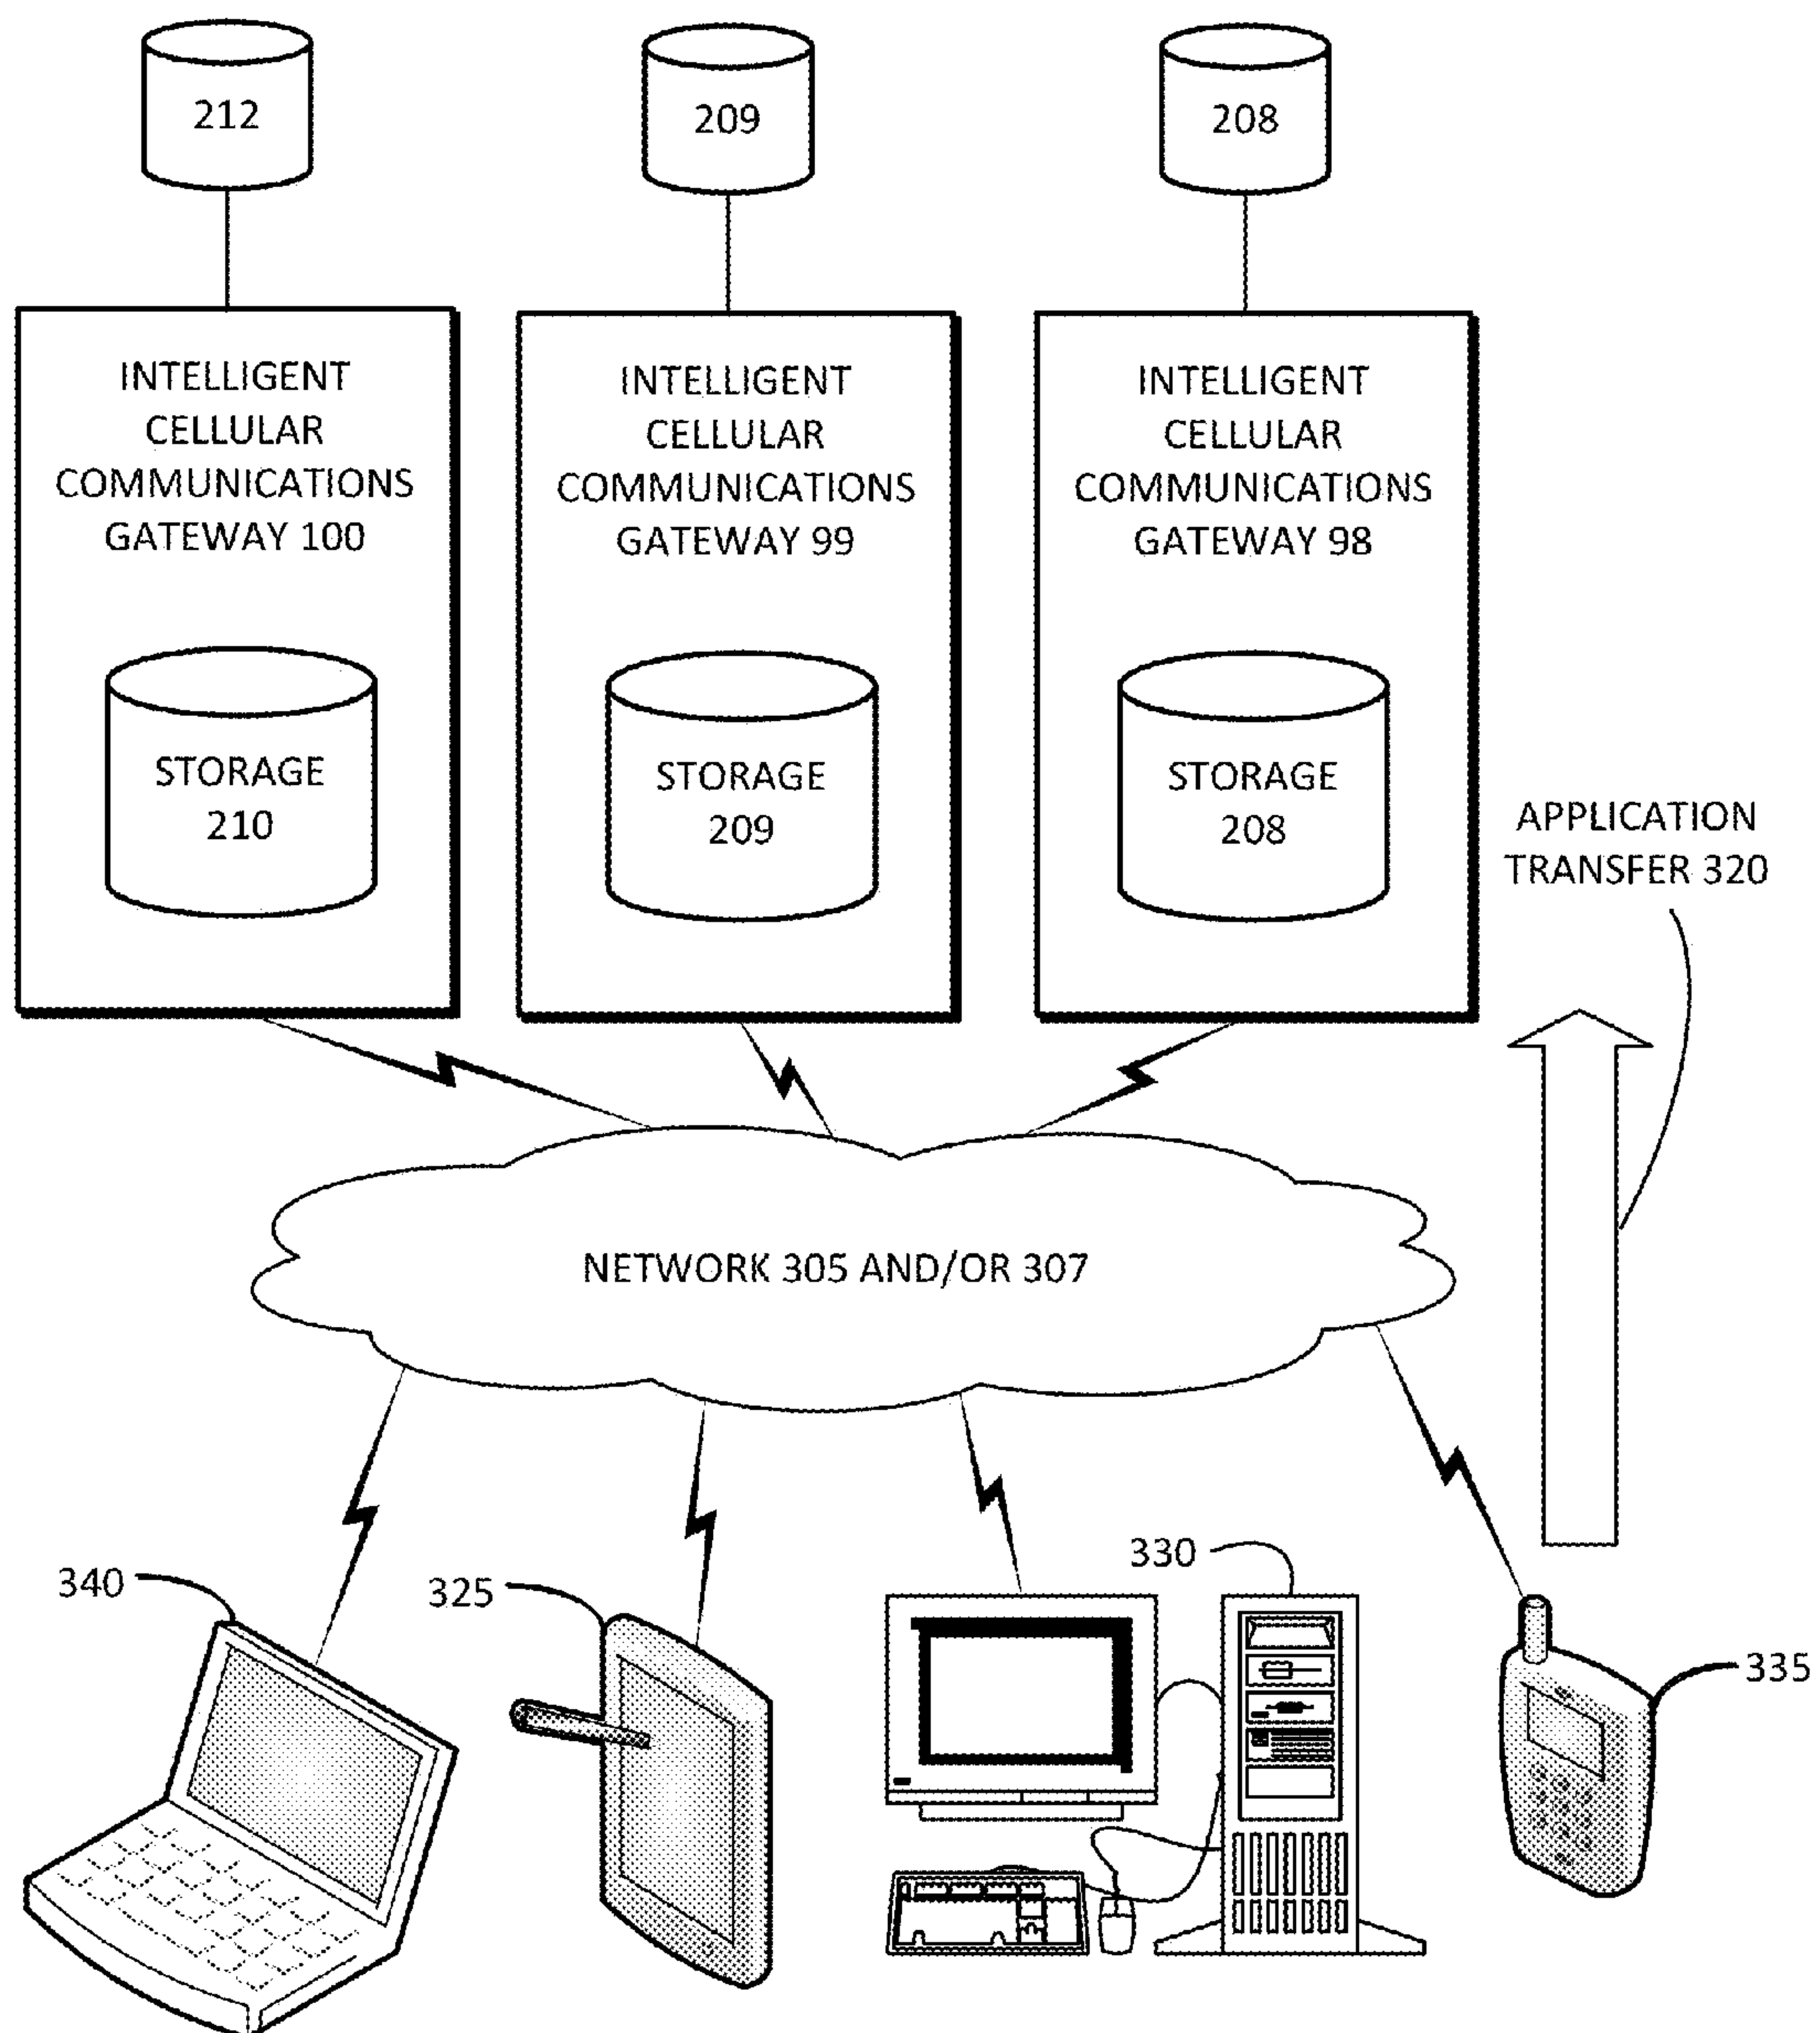 212
209
208
INTELLIGENT
CELLULAR
COMMUNICATIONS
GATEWAY 100
INTELLIGENT
CELLULAR
COMMUNICATIONS
GATEWAY 99
INTELLIGENT
CELLULAR
COMMUNICATIONS
GATEWAY 98
STORAGE
210
STORAGE
209
STORAGE
208
APPLICATION
TRANSFER 320
NETWORK 305 AND/OR 307
340
325
330
335